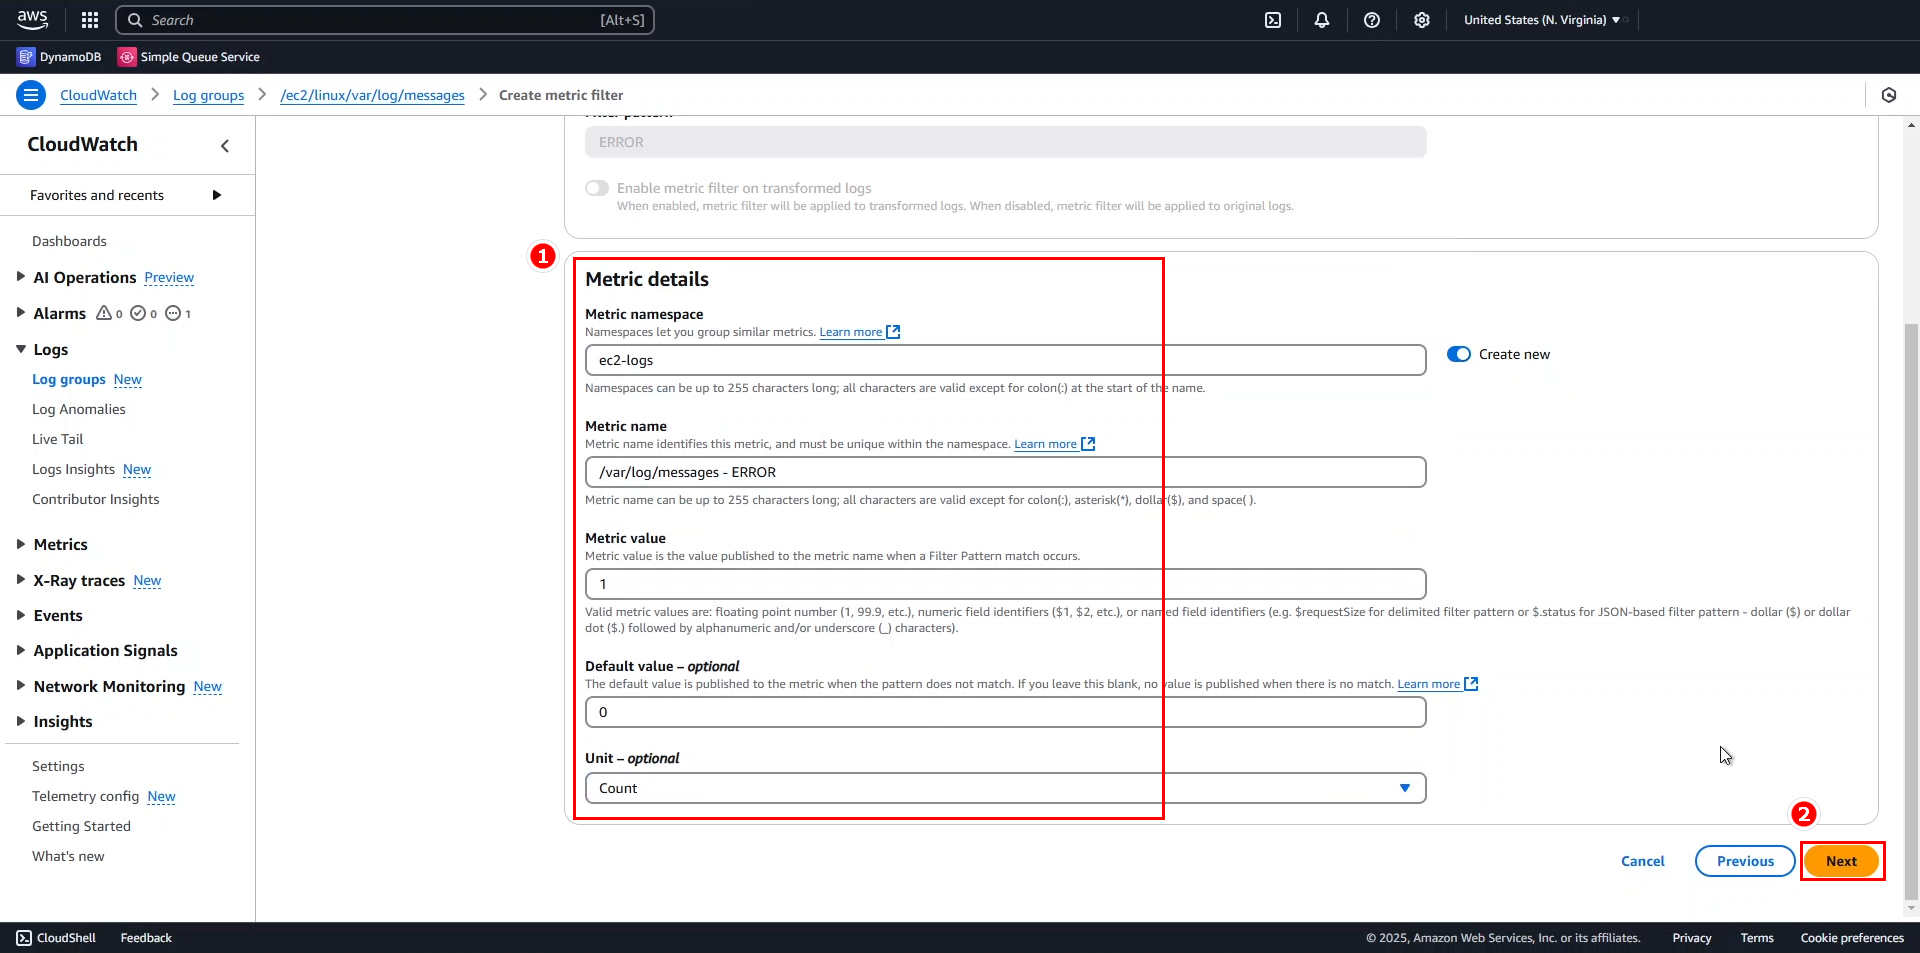 aws
Search [Alt+S]
United States (N. Virginia)
DynamoDB
Simple Queue Service
CloudWatch
Log groups
/ec2/linux/var/log/messages
Create metric filter
CloudWatch
Favorites and recents
Dashboards
AI Operations Preview
Alarms 0 0 1
Logs
Log groups New
Log Anomalies
Live Tail
Logs Insights New
Contributor Insights
Metrics
X-Ray traces New
Events
Application Signals
Network Monitoring New
Insights
Settings
Telemetry config New
Getting Started
What's new
Filter pattern
ERROR
Enable metric filter on transformed logs
When enabled, metric filter will be applied to transformed logs. When disabled, metric filter will be applied to original logs.
1
Metric details
Metric namespace
Namespaces let you group similar metrics. Learn more
ec2-logs
Create new
Namespaces can be up to 255 characters long; all characters are valid except for colon(:) at the start of the name.
Metric name
Metric name identifies this metric, and must be unique within the namespace. Learn more
/var/log/messages - ERROR
Metric name can be up to 255 characters long; all characters are valid except for colon(:), asterisk(*), dollar($), and space( ).
Metric value
Metric value is the value published to the metric name when a Filter Pattern match occurs.
1
Valid metric values are: floating point number (1, 99.9, etc.), numeric field identifiers ($1, $2, etc.), or named field identifiers (e.g. $requestSize for delimited filter pattern or $.status for JSON-based filter pattern - dollar ($) or dollar
dot ($.) followed by alphanumeric and/or underscore (_) characters).
Default value – optional
The default value is published to the metric when the pattern does not match. If you leave this blank, no value is published when there is no match. Learn more
0
Unit – optional
Count
2
Cancel
Previous
Next
CloudShell
Feedback
© 2025, Amazon Web Services, Inc. or its affiliates.
Privacy
Terms
Cookie preferences